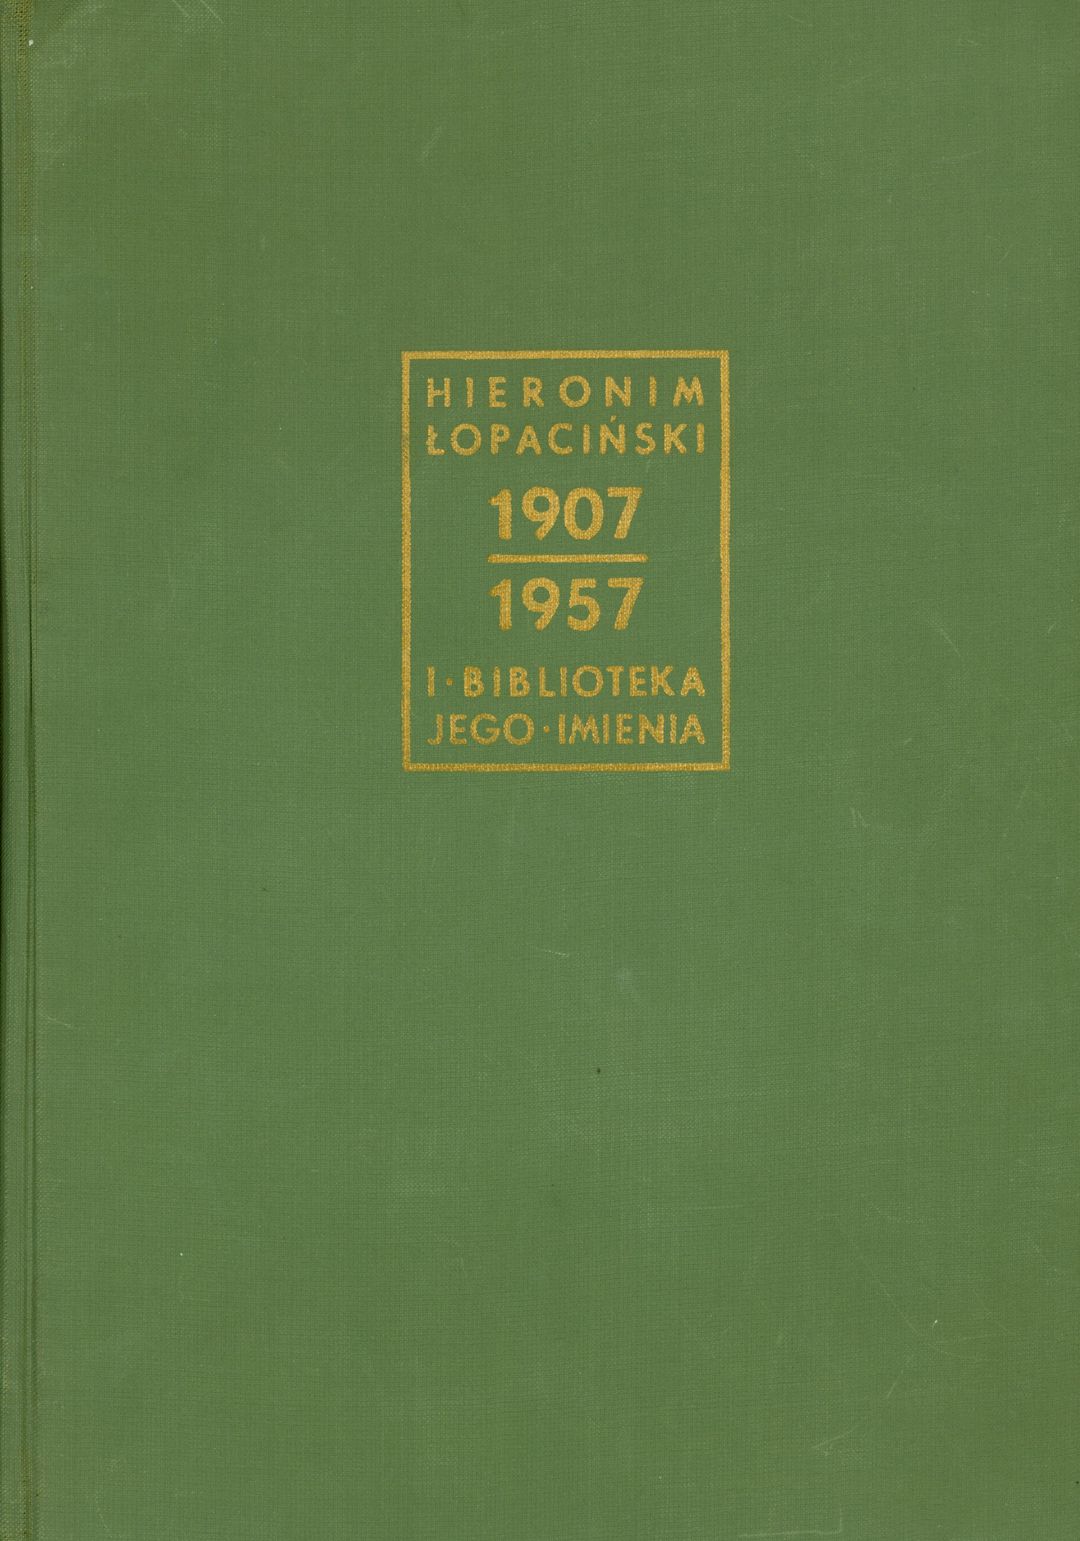 HIERONIM
ŁOPACIŃSKI
1907
1957
I · BIBLIOTEKA
JEGO · IMIENIA